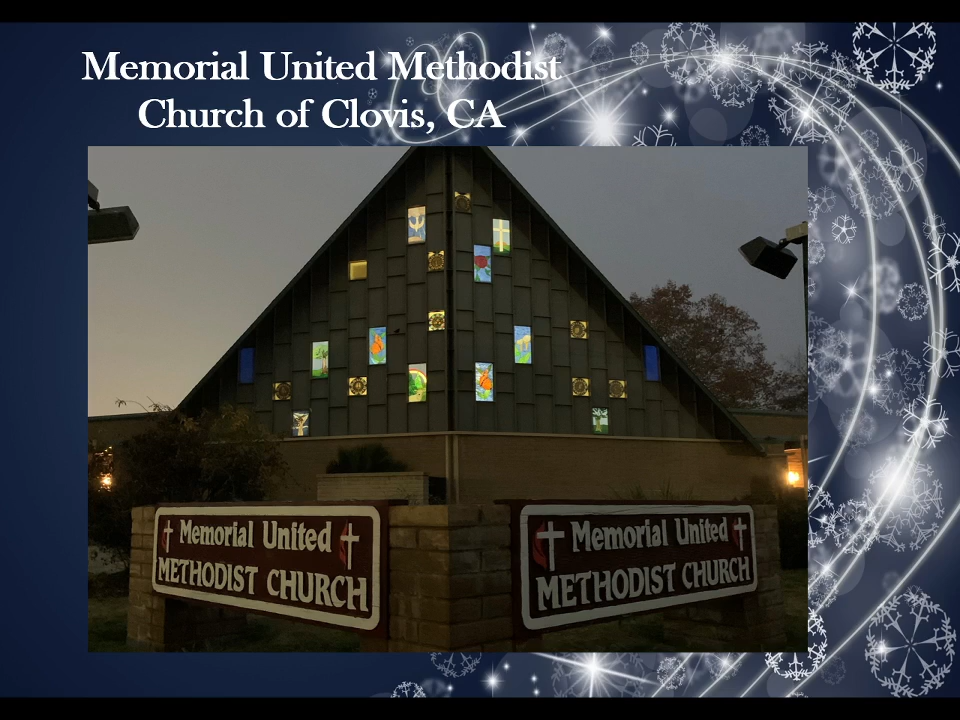 Memorial United Methodist
Church of Clovis, CA
Memorial United
METHODIST CHURCH
Memorial United
METHODIST CHURCH